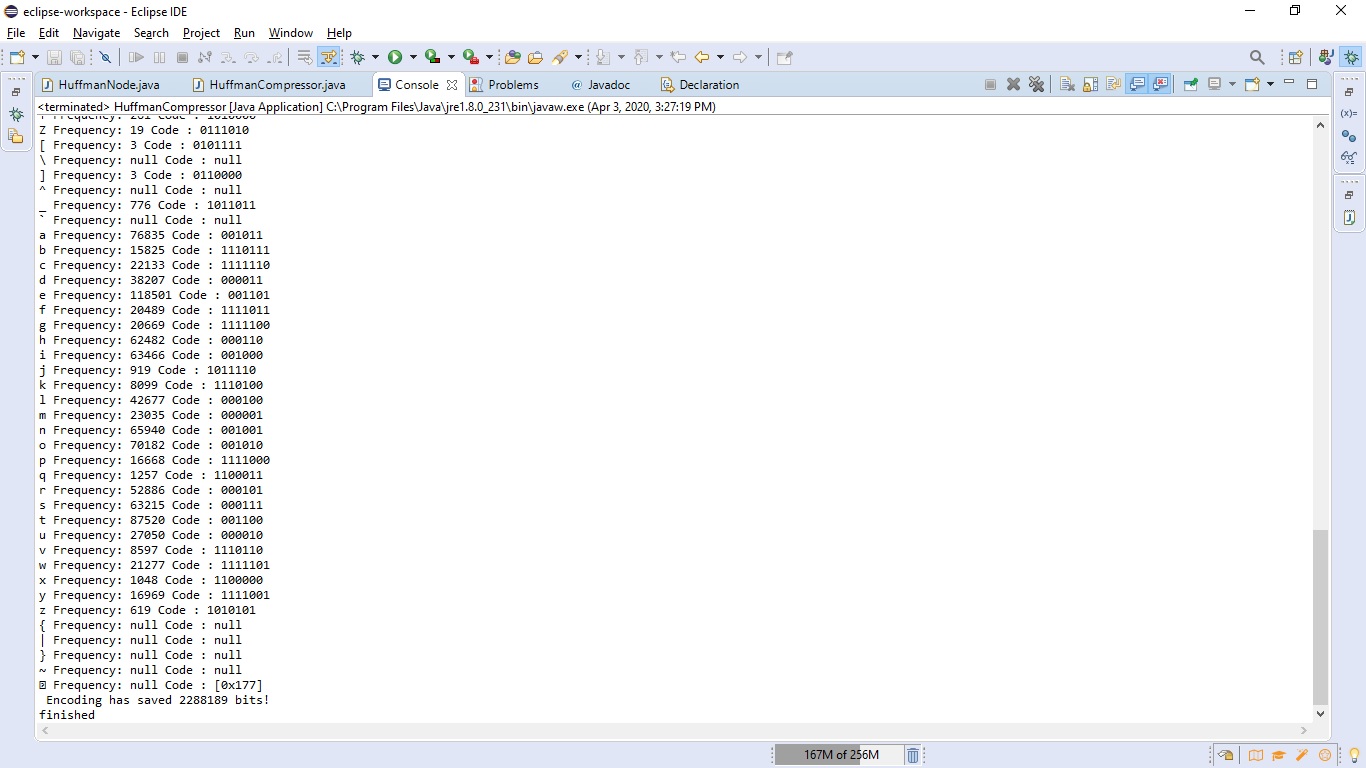 eclipse-workspace - Eclipse IDE
File Edit Navigate Search Project Run Window Help
HuffmanNode.java HuffmanCompressor.java Console Problems @ Javadoc Declaration
<terminated> HuffmanCompressor [Java Application] C:\Program Files\Java\jre1.8.0_231\bin\javaw.exe (Apr 3, 2020, 3:27:19 PM)
Z Frequency: 19 Code : 0111010
[ Frequency: 3 Code : 0101111
\ Frequency: null Code : null
] Frequency: 3 Code : 0110000
^ Frequency: null Code : null
_ Frequency: 776 Code : 1011011
` Frequency: null Code : null
a Frequency: 76835 Code : 001011
b Frequency: 15825 Code : 1110111
c Frequency: 22133 Code : 1111110
d Frequency: 38207 Code : 000011
e Frequency: 118501 Code : 001101
f Frequency: 20489 Code : 1111011
g Frequency: 20669 Code : 1111100
h Frequency: 62482 Code : 000110
i Frequency: 63466 Code : 001000
j Frequency: 919 Code : 1011110
k Frequency: 8099 Code : 1110100
l Frequency: 42677 Code : 000100
m Frequency: 23035 Code : 000001
n Frequency: 65940 Code : 001001
o Frequency: 70182 Code : 001010
p Frequency: 16668 Code : 1111000
q Frequency: 1257 Code : 1100011
r Frequency: 52886 Code : 000101
s Frequency: 63215 Code : 000111
t Frequency: 87520 Code : 001100
u Frequency: 27050 Code : 000010
v Frequency: 8597 Code : 1110110
w Frequency: 21277 Code : 1111101
x Frequency: 1048 Code : 1100000
y Frequency: 16969 Code : 1111001
z Frequency: 619 Code : 1010101
{ Frequency: null Code : null
| Frequency: null Code : null
} Frequency: null Code : null
~ Frequency: null Code : null
Frequency: null Code : [0x177]
Encoding has saved 2288189 bits!
finished
167M of 256M